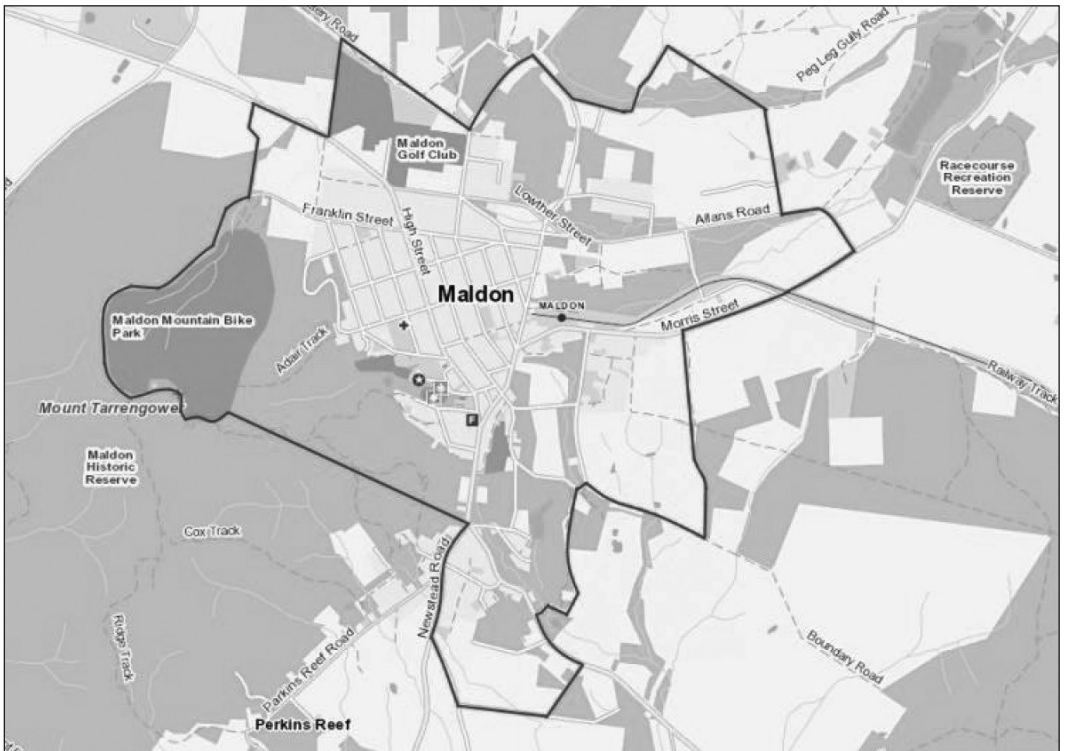 Peg Leg Gully Road
Maldon
Golf Club
Racecourse
Recreation
Reserve
Franklin Street
High Street
Lowther Street
Allans Road
Maldon
MALDON
Morris Street
Maldon Mountain Bike
Park
Adair Track
Railway Track
Mount Tarrengower
F
Maldon
Historic
Reserve
Cox Track
Newstead Road
Ridge Track
Parkins Reef Road
Boundary Road
Perkins Reef